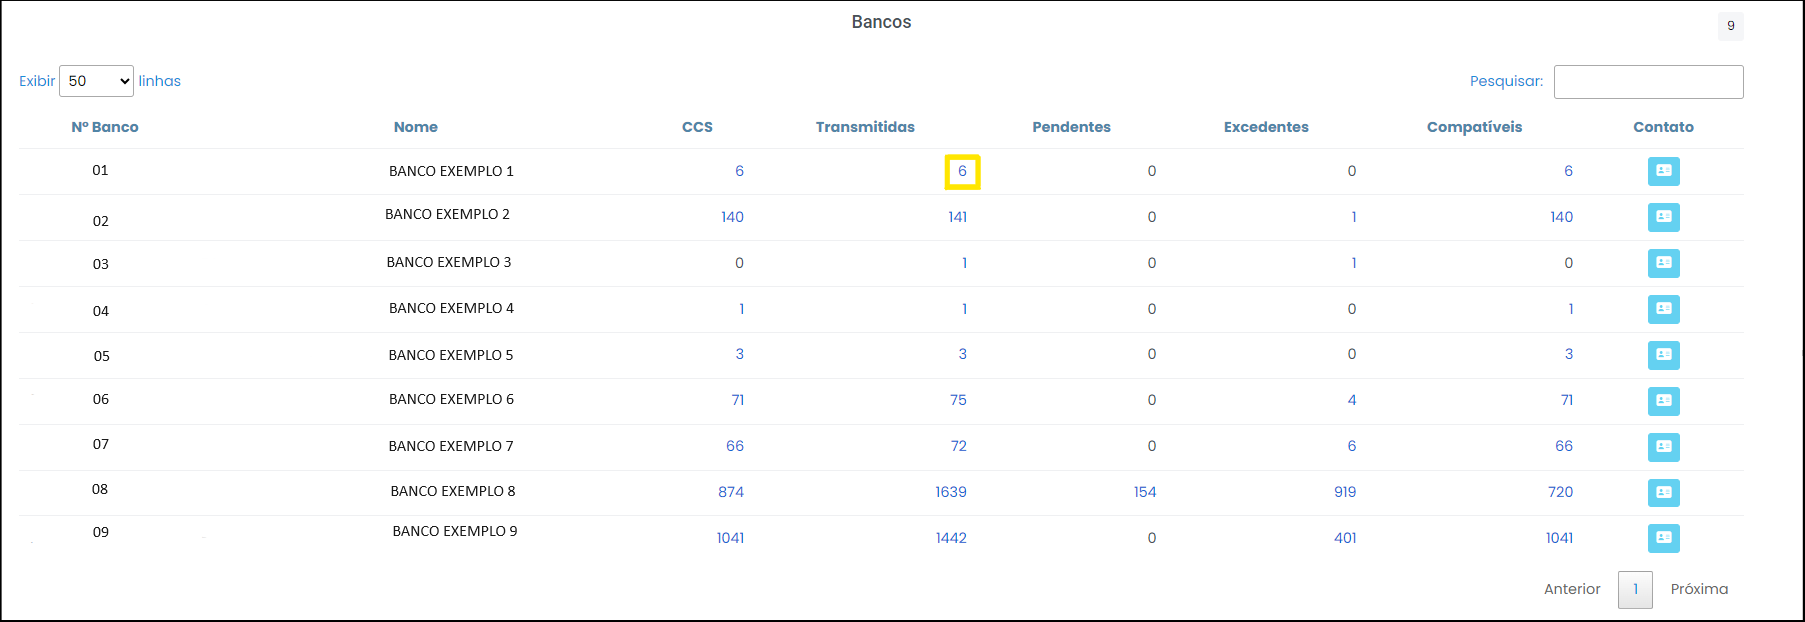 Bancos
9
Exibir 50 linhas Pesquisar:
Nº Banco Nome CCS Transmitidas Pendentes Excedentes Compatíveis Contato
01 BANCO EXEMPLO 1 6 6 0 0 6
02 BANCO EXEMPLO 2 140 141 0 1 140
03 BANCO EXEMPLO 3 0 1 0 1 0
04 BANCO EXEMPLO 4 1 1 0 0 1
05 BANCO EXEMPLO 5 3 3 0 0 3
06 BANCO EXEMPLO 6 71 75 0 4 71
07 BANCO EXEMPLO 7 66 72 0 6 66
08 BANCO EXEMPLO 8 874 1639 154 919 720
09 BANCO EXEMPLO 9 1041 1442 0 401 1041
Anterior 1 Próxima